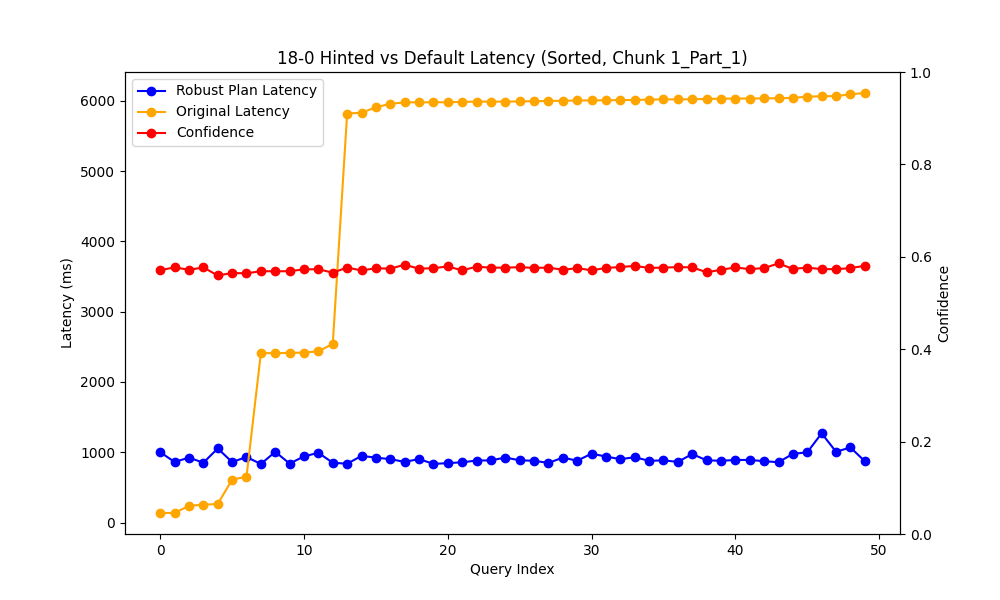 18-0 Hinted vs Default Latency (Sorted, Chunk 1_Part_1)
Robust Plan Latency
Original Latency
Confidence
6000
5000
4000
3000
2000
1000
0
Latency (ms)
1.0
0.8
0.6
0.4
0.2
0.0
Confidence
0 10 20 30 40 50
Query Index